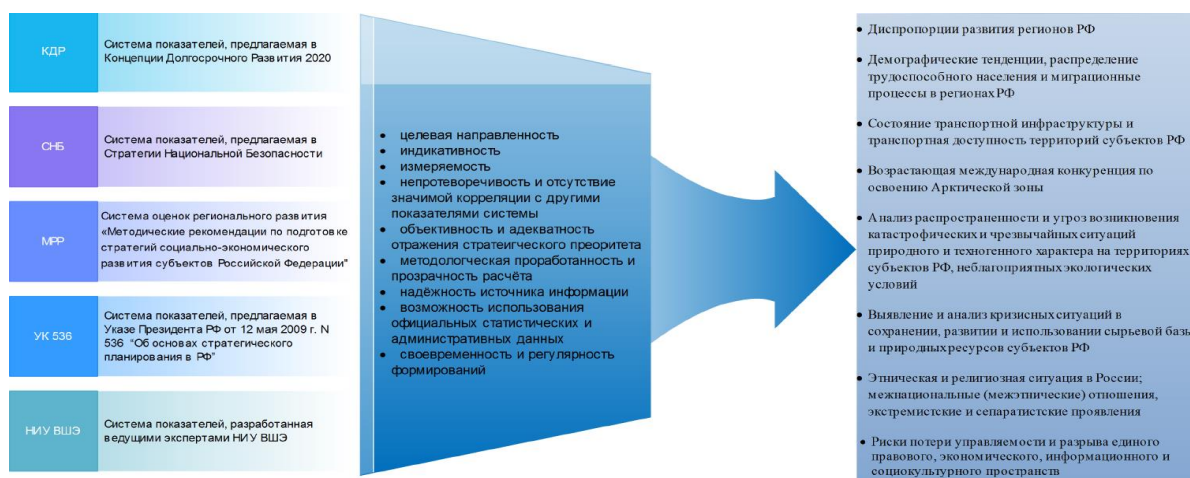 КДР
Система показателей, предлагаемая в
Концепции Долгосрочного Развития 2020
СНБ
Система показателей, предлагаемая в
Стратегии Национальной Безопасности
МРР
Система оценок регионального развития
«Методические рекомендации по подготовке
стратегий социально-экономического
развития субъектов Российской Федерации"
УК 536
Система показателей, предлагаемая в
Указе Президента РФ от 12 мая 2009 г. N
536 “Об основах стратегического
планирования в РФ”
НИУ ВШЭ
Система показателей, разработанная
ведущими экспертами НИУ ВШЭ
• целевая направленность
• индикативность
• измеряемость
• непротеворечивость и отсутствие
значимой корреляции с другими
показателями системы
• объективность и адекватность
отражения стратеигческого преоритета
• методологческая проработанность и
прозрачность расчёта
• надёжность источника информации
• возможность использования
официальных статистических и
административных данных
• своевременность и регулярность
формирований
• Диспропорции развития регионов РФ
• Демографические тенденции, распределение
трудоспособного населения и миграционные
процессы в регионах РФ
• Состояние транспортной инфраструктуры и
транспортная доступность территорий субъектов РФ
• Возрастающая международная конкуренция по
освоению Арктической зоны
• Анализ распространенности и угроз возникновения
катастрофических и чрезвычайных ситуаций
природного и техногенного характера на территориях
субъектов РФ, неблагоприятных экологических
условий
• Выявление и анализ кризисных ситуаций в
сохранении, развитии и использовании сырьевой базы
и природных ресурсов субъектов РФ
• Этническая и религиозная ситуация в России;
межнациональные (межэтнические) отношения,
экстремистские и сепаратистские проявления
• Риски потери управляемости и разрыва единого
правового, экономического, информационного и
социокультурного пространств